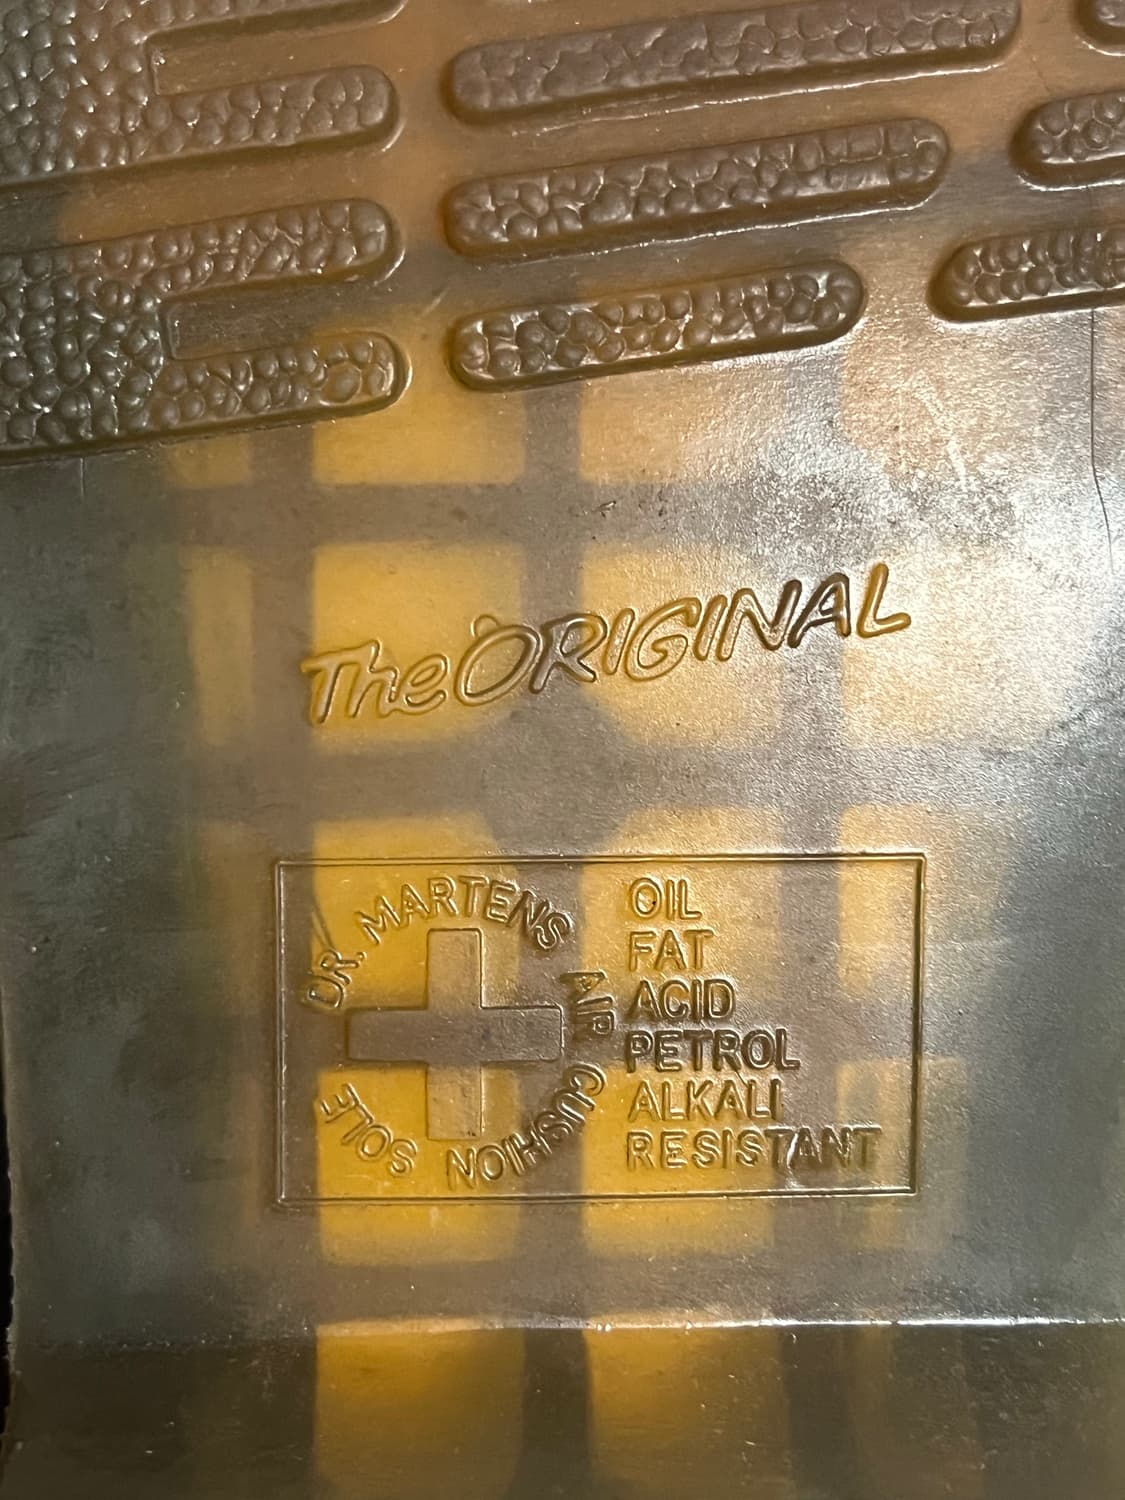 The ORIGINAL
DR. MARTENS AIR CUSHION SOLE
OIL
FAT
ACID
PETROL
ALKALI
RESISTANT